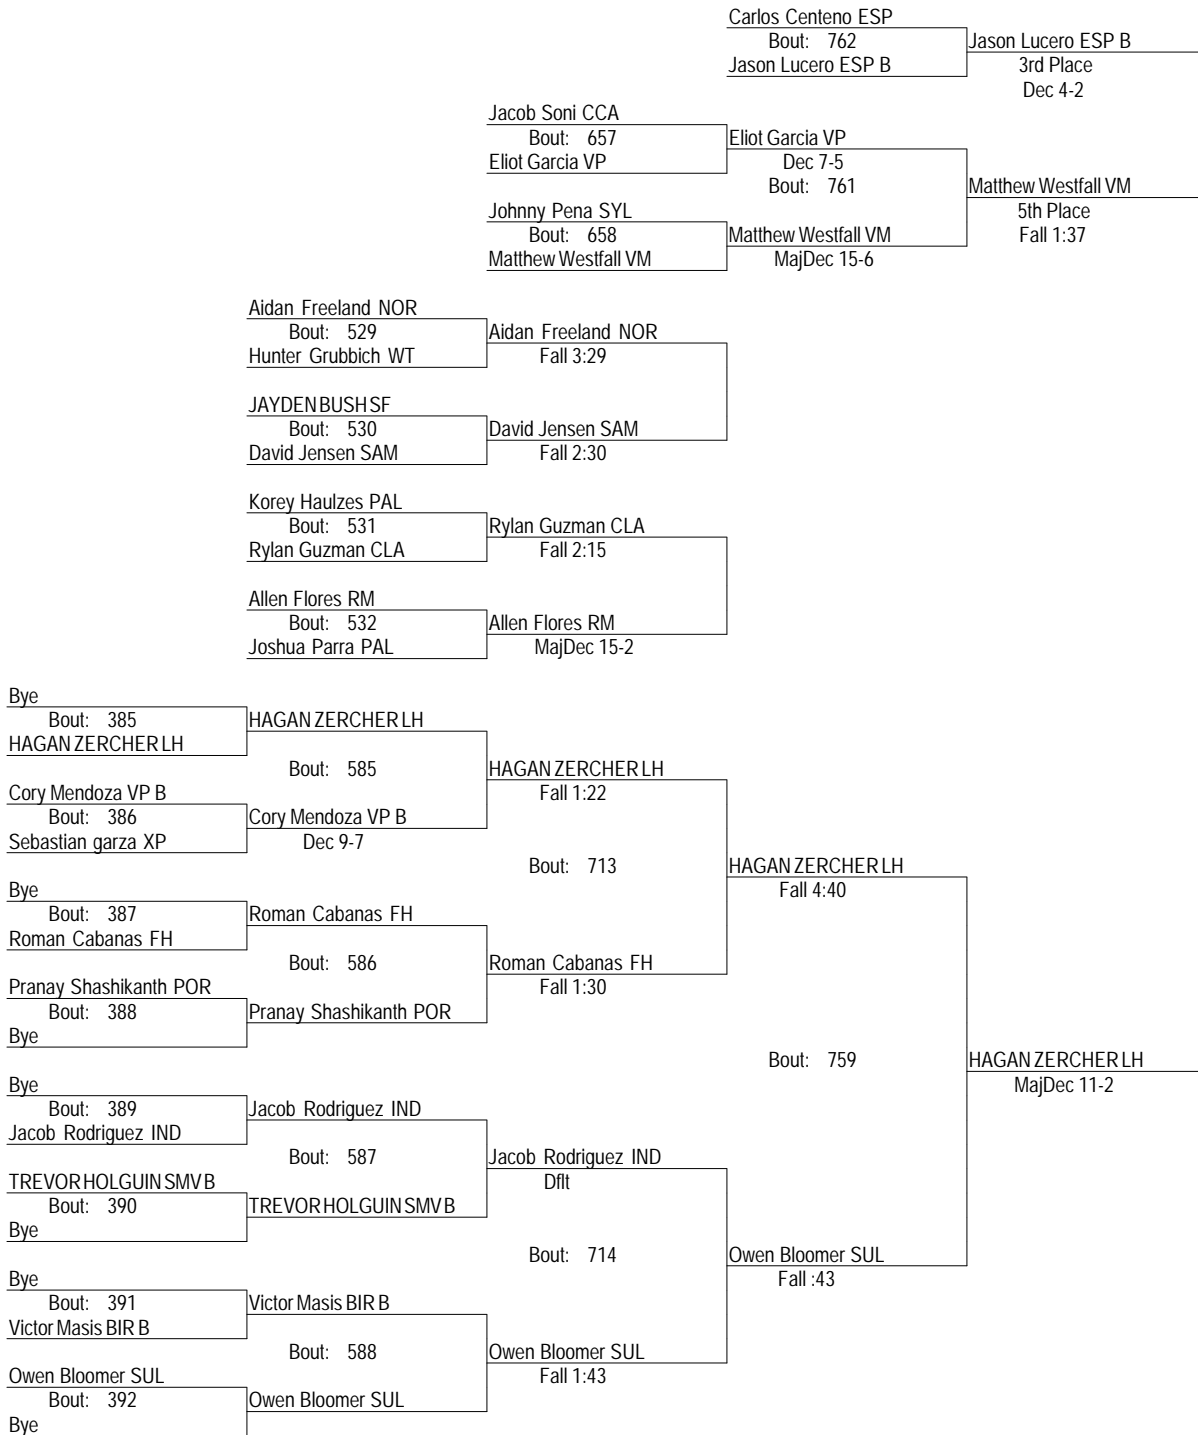 Carlos Centeno ESP
Bout: 762
Jason Lucero ESP B
Jason Lucero ESP B
3rd Place
Dec 4-2
Jacob Soni CCA
Bout: 657
Eliot Garcia VP
Eliot Garcia VP
Dec 7-5
Bout: 761
Matthew Westfall VM
5th Place
Fall 1:37
Johnny Pena SYL
Bout: 658
Matthew Westfall VM
Matthew Westfall VM
MajDec 15-6
Aidan Freeland NOR
Bout: 529
Hunter Grubbich WT
Aidan Freeland NOR
Fall 3:29
JAYDEN BUSH SF
Bout: 530
David Jensen SAM
David Jensen SAM
Fall 2:30
Korey Haulzes PAL
Bout: 531
Rylan Guzman CLA
Rylan Guzman CLA
Fall 2:15
Allen Flores RM
Bout: 532
Joshua Parra PAL
Allen Flores RM
MajDec 15-2
Bye
Bout: 385
HAGAN ZERCHER LH
HAGAN ZERCHER LH
Bout: 585
HAGAN ZERCHER LH
Fall 1:22
Cory Mendoza VP B
Bout: 386
Sebastian garza XP
Cory Mendoza VP B
Dec 9-7
Bout: 713
HAGAN ZERCHER LH
Fall 4:40
Bye
Bout: 387
Roman Cabanas FH
Roman Cabanas FH
Bout: 586
Roman Cabanas FH
Fall 1:30
Pranay Shashikanth POR
Bout: 388
Bye
Pranay Shashikanth POR
Bout: 759
HAGAN ZERCHER LH
MajDec 11-2
Bye
Bout: 389
Jacob Rodriguez IND
Jacob Rodriguez IND
Bout: 587
Jacob Rodriguez IND
Dflt
TREVOR HOLGUIN SMV B
Bout: 390
Bye
TREVOR HOLGUIN SMV B
Bout: 714
Owen Bloomer SUL
Fall :43
Bye
Bout: 391
Victor Masis BIR B
Victor Masis BIR B
Bout: 588
Owen Bloomer SUL
Fall 1:43
Owen Bloomer SUL
Bout: 392
Bye
Owen Bloomer SUL